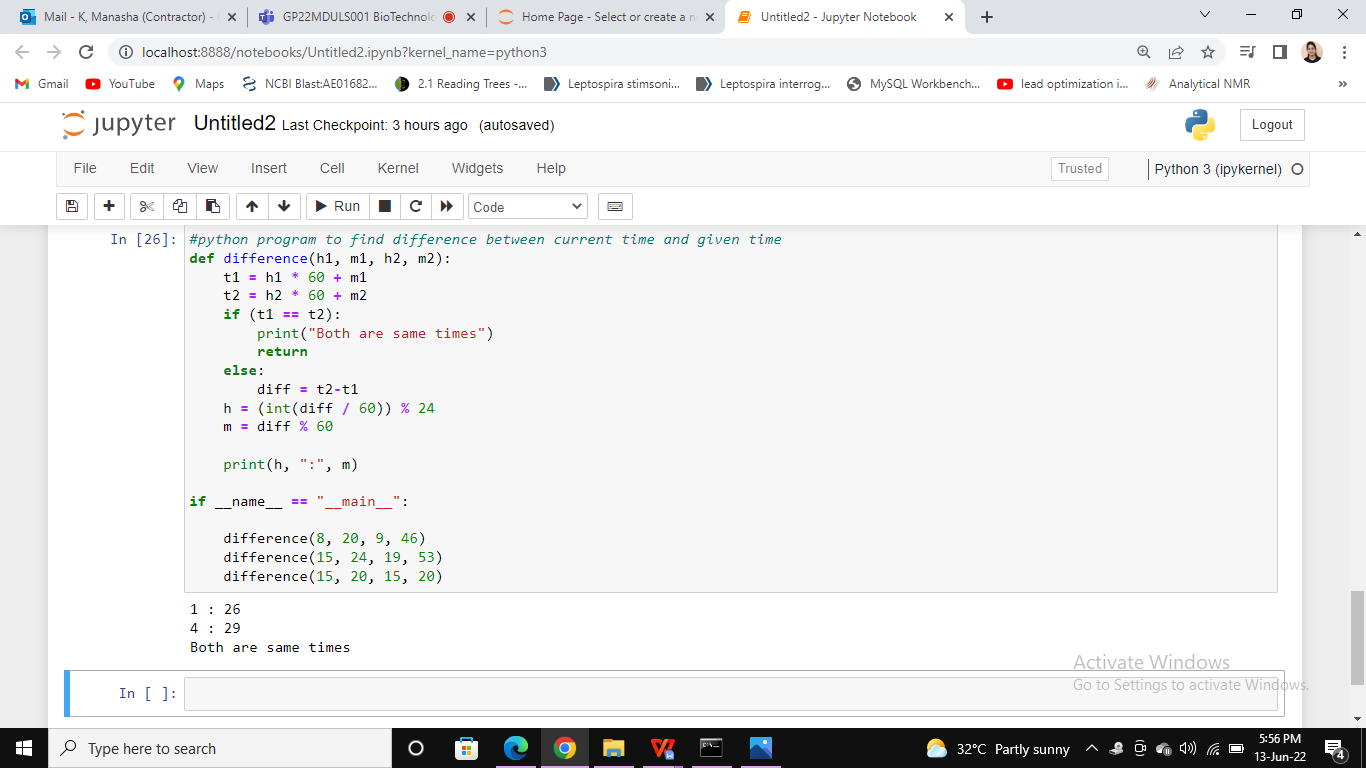 Mail - K, Manasha (Contractor) -
GP22MDULS001 BioTechnolo
Home Page - Select or create a n
Untitled2 - Jupyter Notebook
localhost:8888/notebooks/Untitled2.ipynb?kernel_name=python3
Gmail YouTube Maps NCBI Blast:AE01682... 2.1 Reading Trees -... Leptospira stimsoni... Leptospira interrog... MySQL Workbench... lead optimization i... Analytical NMR »
jupyter Untitled2 Last Checkpoint: 3 hours ago (autosaved) Logout
File Edit View Insert Cell Kernel Widgets Help Trusted Python 3 (ipykernel)
Run Code
In [26]: #python program to find difference between current time and given time
def difference(h1, m1, h2, m2):
    t1 = h1 * 60 + m1
    t2 = h2 * 60 + m2
    if (t1 == t2):
        print("Both are same times")
        return
    else:
        diff = t2-t1
    h = (int(diff / 60)) % 24
    m = diff % 60
    print(h, ":", m)
if __name__ == "__main__":
    difference(8, 20, 9, 46)
    difference(15, 24, 19, 53)
    difference(15, 20, 15, 20)
1 : 26
4 : 29
Both are same times
Activate Windows
Go to Settings to activate Windows.
In [ ]:
Type here to search
32°C Partly sunny
5:56 PM
13-Jun-22
4